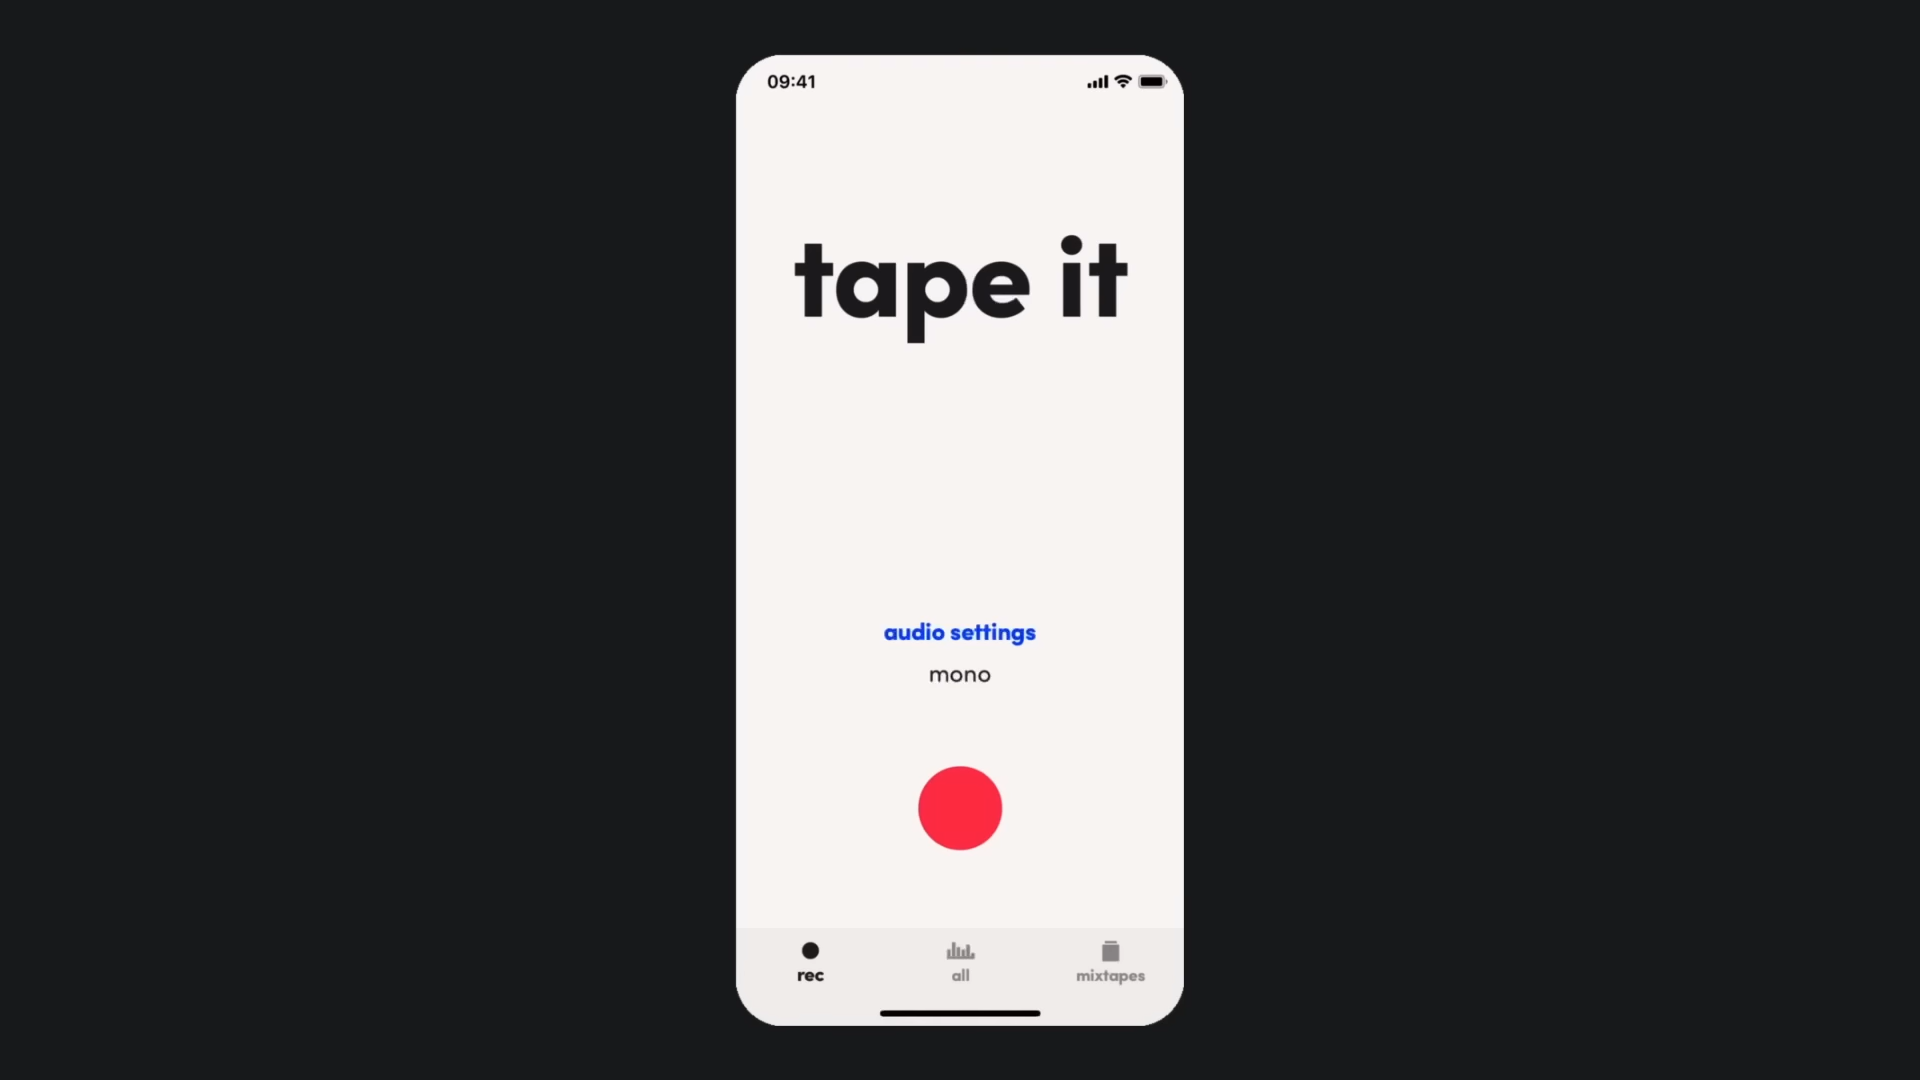 09:41
tape it
audio settings
mono
rec
all
mixtapes